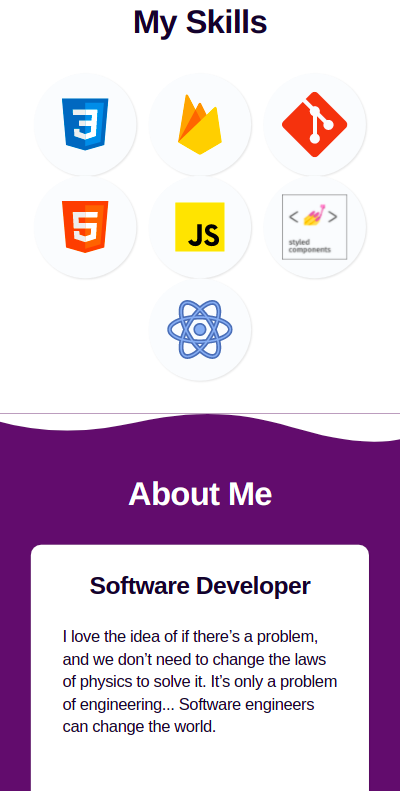 My Skills
3
5
JS
< 💅 >
styled
components
About Me
Software Developer
I love the idea of if there’s a problem,
and we don’t need to change the laws
of physics to solve it. It’s only a problem
of engineering... Software engineers
can change the world.